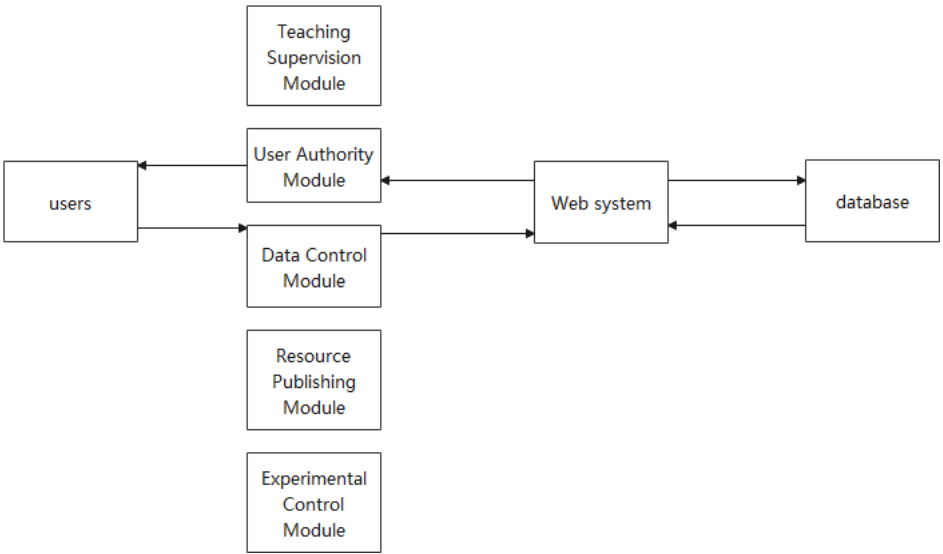 Teaching
Supervision
Module
User Authority
Module
users
Web system
database
Data Control
Module
Resource
Publishing
Module
Experimental
Control
Module